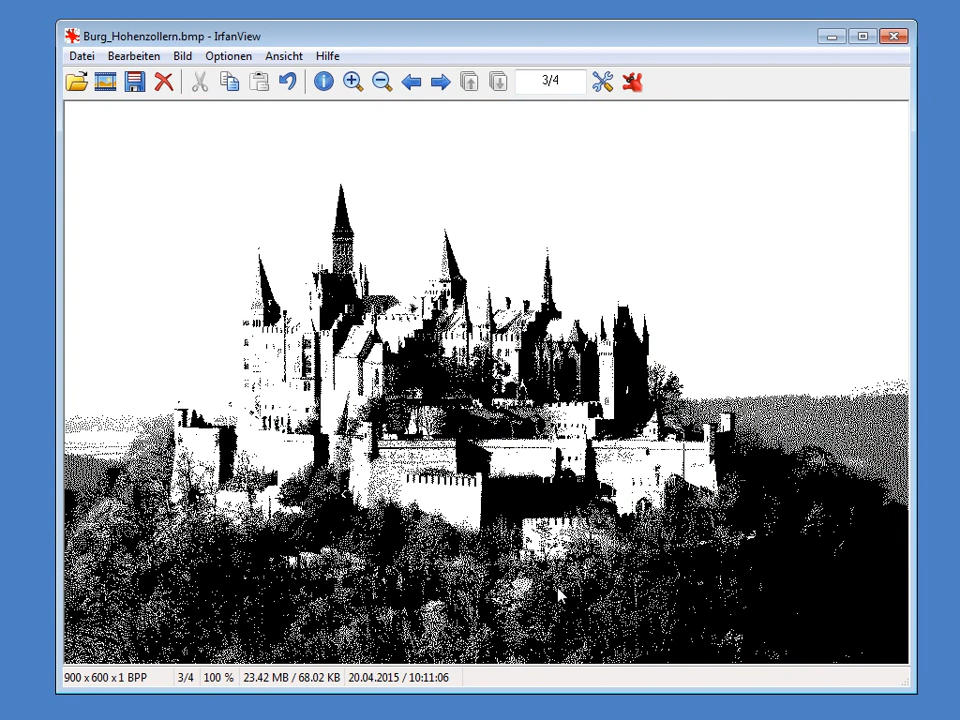 Burg_Hohenzollern.bmp - IrfanView
Datei Bearbeiten Bild Optionen Ansicht Hilfe
3/4
900 x 600 x 1 BPP 3/4 100 % 23.42 MB / 68.02 KB 20.04.2015 / 10:11:06